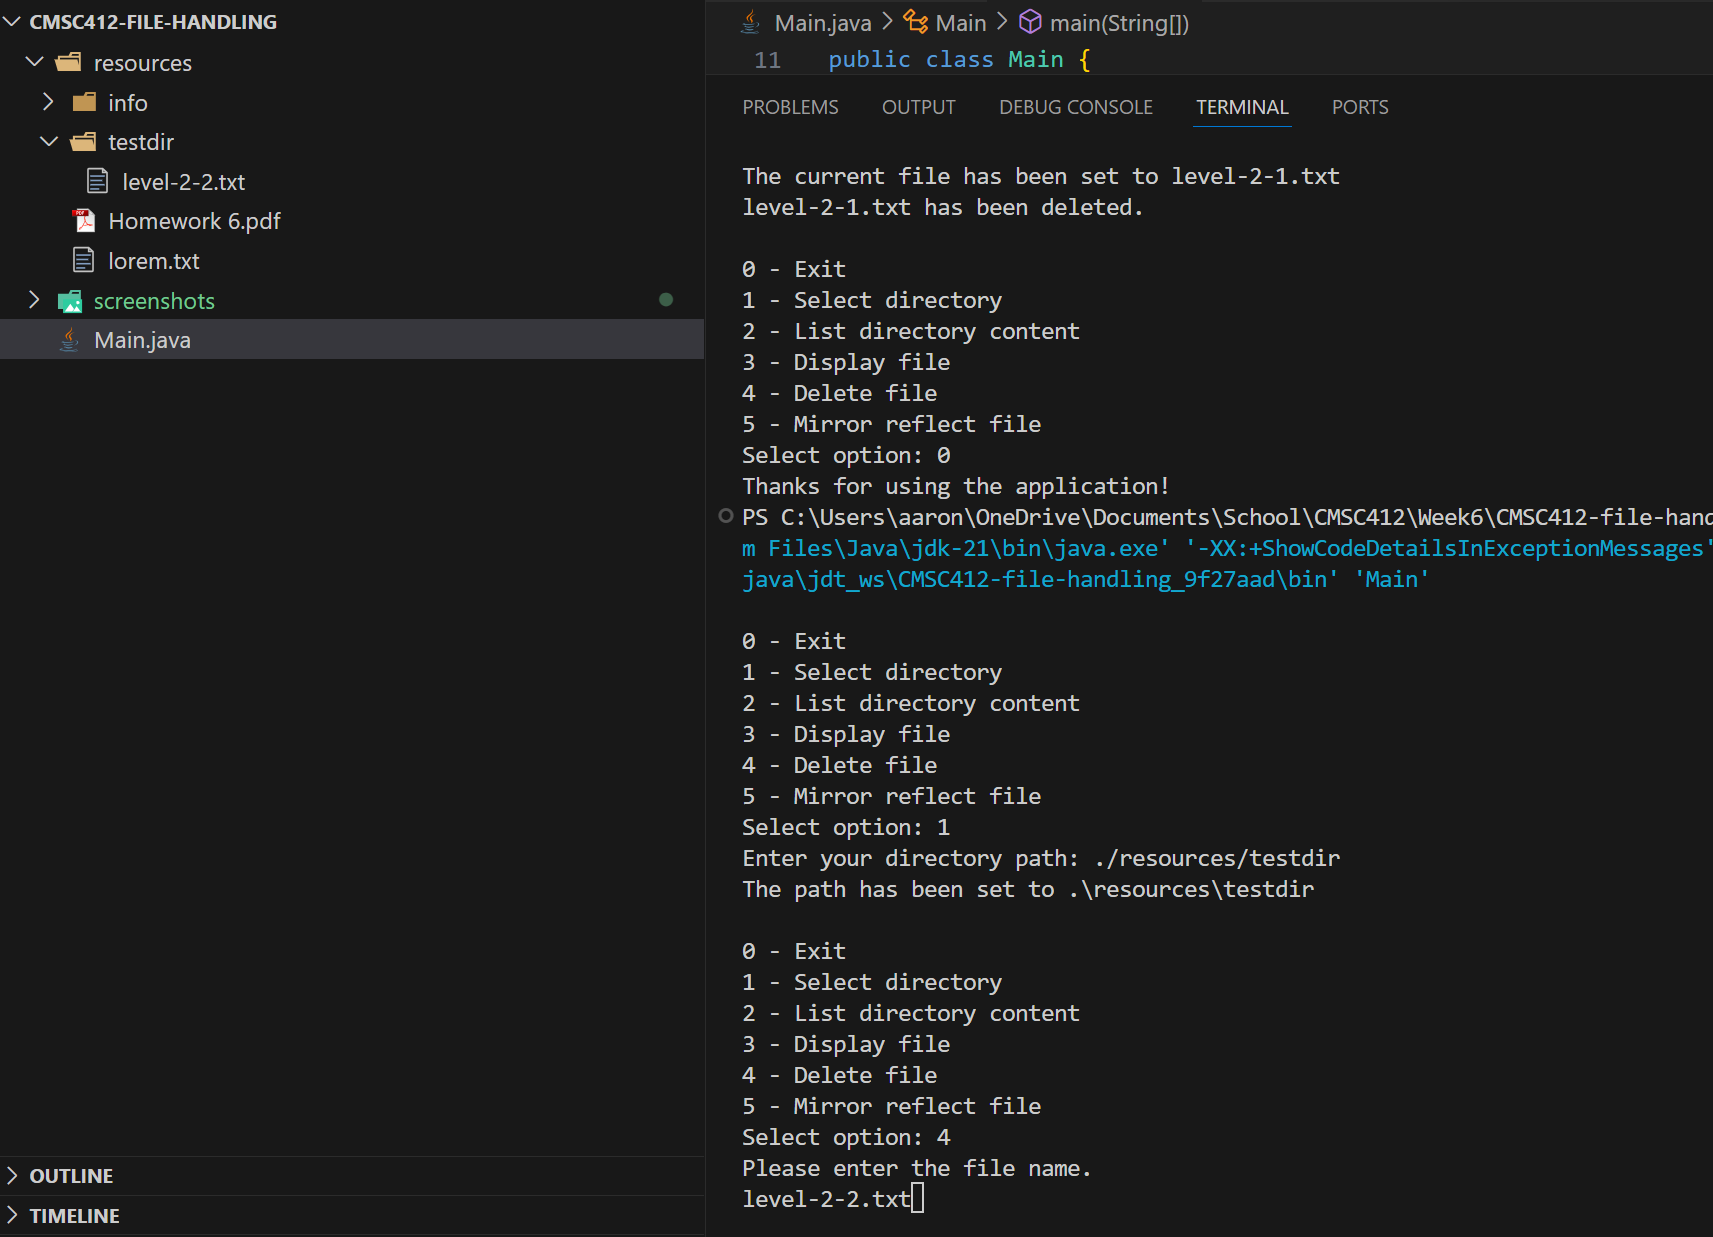 CMSC412-FILE-HANDLING
resources
info
testdir
level-2-2.txt
Homework 6.pdf
lorem.txt
screenshots
Main.java
OUTLINE
TIMELINE
Main.java > Main > main(String[])
11 public class Main {
PROBLEMS OUTPUT DEBUG CONSOLE TERMINAL PORTS
The current file has been set to level-2-1.txt
level-2-1.txt has been deleted.
0 - Exit
1 - Select directory
2 - List directory content
3 - Display file
4 - Delete file
5 - Mirror reflect file
Select option: 0
Thanks for using the application!
PS C:\Users\aaron\OneDrive\Documents\School\CMSC412\Week6\CMSC412-file-hand
m Files\Java\jdk-21\bin\java.exe' '-XX:+ShowCodeDetailsInExceptionMessages'
java\jdt_ws\CMSC412-file-handling_9f27aad\bin' 'Main'
0 - Exit
1 - Select directory
2 - List directory content
3 - Display file
4 - Delete file
5 - Mirror reflect file
Select option: 1
Enter your directory path: ./resources/testdir
The path has been set to .\resources\testdir
0 - Exit
1 - Select directory
2 - List directory content
3 - Display file
4 - Delete file
5 - Mirror reflect file
Select option: 4
Please enter the file name.
level-2-2.txt